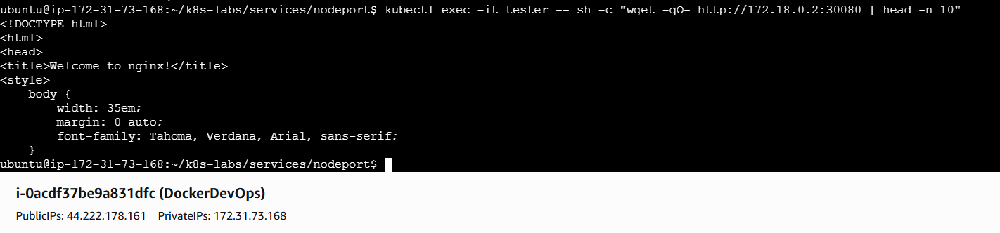 ubuntu@ip-172-31-73-168:~/k8s-labs/services/nodeport$ kubectl exec -it tester -- sh -c "wget -qO- http://172.18.0.2:30080 | head -n 10"
<!DOCTYPE html>
<html>
<head>
<title>Welcome to nginx!</title>
<style>
    body {
        width: 35em;
        margin: 0 auto;
        font-family: Tahoma, Verdana, Arial, sans-serif;
    }
ubuntu@ip-172-31-73-168:~/k8s-labs/services/nodeport$
i-0acdf37be9a831dfc (DockerDevOps)
PublicIPs: 44.222.178.161 PrivateIPs: 172.31.73.168